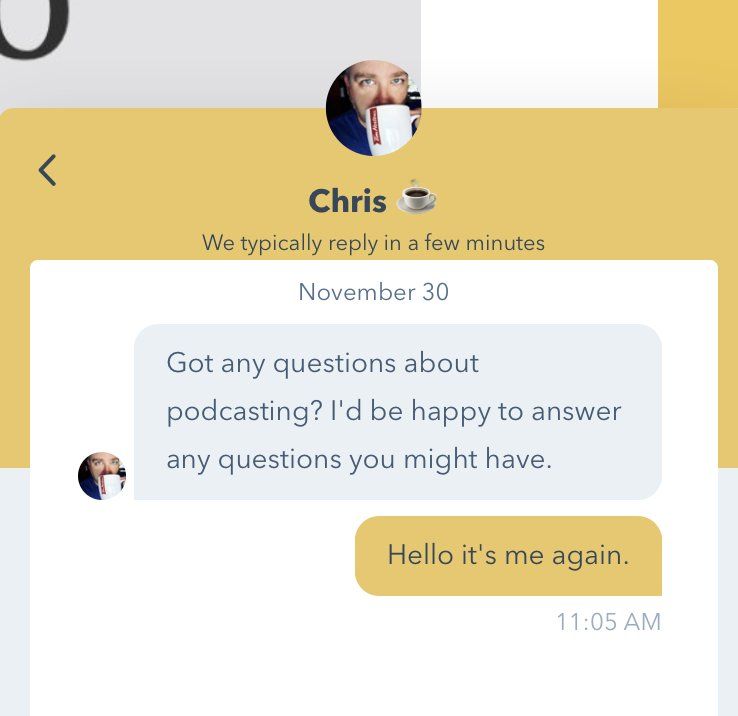 Chris ☕
We typically reply in a few minutes
November 30
Got any questions about
podcasting? I'd be happy to answer
any questions you might have.
Hello it's me again.
11:05 AM